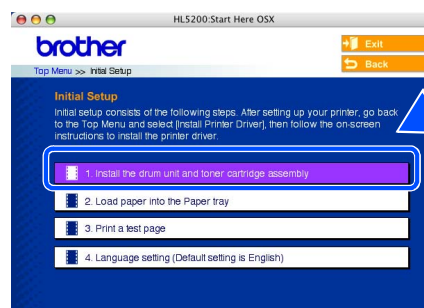 HL5200:Start Here OSX
brother
Exit
Back
Top Menu >> Initial Setup
Initial Setup
Initial setup consists of the following steps. After setting up your printer, go back
to the Top Menu and select [Install Printer Driver], then follow the on-screen
instructions to install the printer driver.
1. Install the drum unit and toner cartridge assembly
2. Load paper into the Paper tray
3. Print a test page
4. Language setting (Default setting is English)